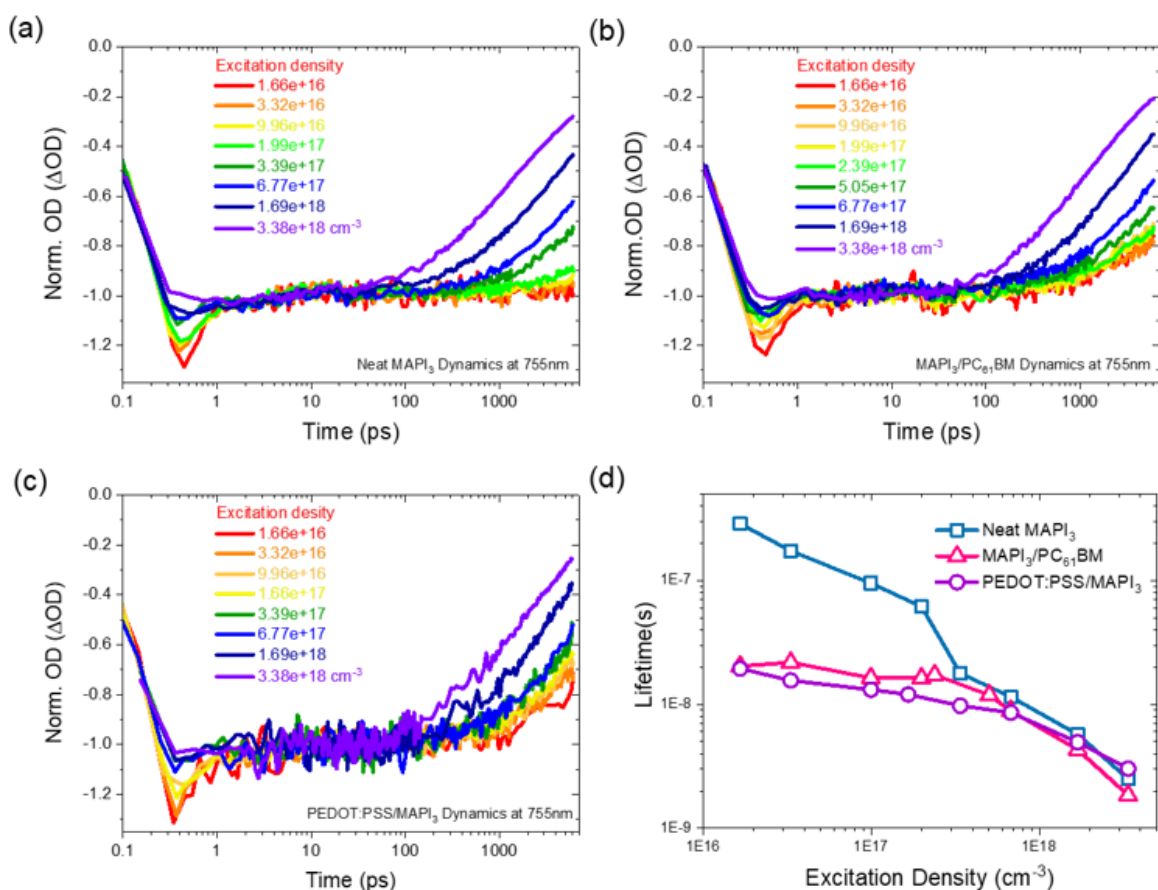 (a)
Norm. OD (ΔOD)
0.0
-0.2
-0.4
-0.6
-0.8
-1.0
-1.2
Excitation density
1.66e+16
3.32e+16
9.96e+16
1.99e+17
3.39e+17
6.77e+17
1.69e+18
3.38e+18 cm⁻³
Neat MAPI₃ Dynamics at 755nm
0.1 1 10 100 1000
Time (ps)
(b)
Norm.OD (ΔOD)
0.0
-0.2
-0.4
-0.6
-0.8
-1.0
-1.2
Excitation density
1.66e+16
3.32e+16
9.96e+16
1.99e+17
2.39e+17
5.05e+17
6.77e+17
1.69e+18
3.38e+18 cm⁻³
MAPI₃/PC₆₁BM Dynamics at 755nm
0.1 1 10 100 1000
Time (ps)
(c)
Norm. OD (ΔOD)
0.0
-0.2
-0.4
-0.6
-0.8
-1.0
-1.2
Excitation desity
1.66e+16
3.32e+16
9.96e+16
1.66e+17
3.39e+17
6.77e+17
1.69e+18
3.38e+18 cm⁻³
PEDOT:PSS/MAPI₃ Dynamics at 755nm
0.1 1 10 100 1000
Time (ps)
(d)
Lifetime(s)
1E-7
1E-8
1E-9
Neat MAPI₃
MAPI₃/PC₆₁BM
PEDOT:PSS/MAPI₃
1E16 1E17 1E18
Excitation Density (cm⁻³)